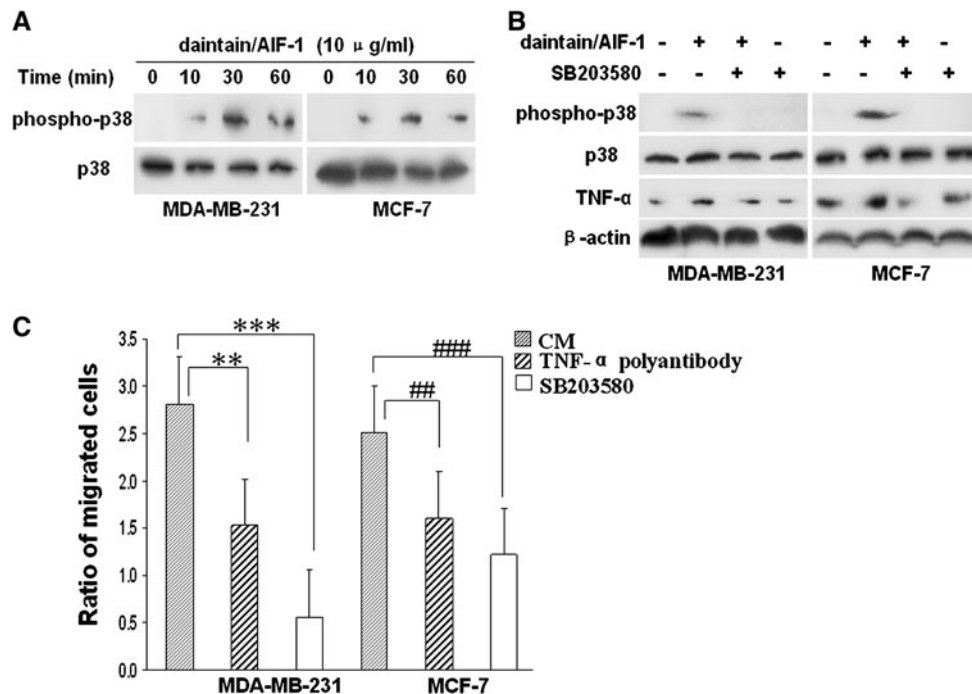 A
daintain/AIF-1 (10 μg/ml)
Time (min) 0 10 30 60 0 10 30 60
phospho-p38
p38
MDA-MB-231 MCF-7
B
daintain/AIF-1 - + + - - + + -
SB203580 - - + + - - + +
phospho-p38
p38
TNF-α
β-actin
MDA-MB-231 MCF-7
C
Ratio of migrated cells
3.5
3.0
2.5
2.0
1.5
1.0
0.5
0.0
***
**
###
##
CM
TNF-α polyantibody
SB203580
MDA-MB-231 MCF-7